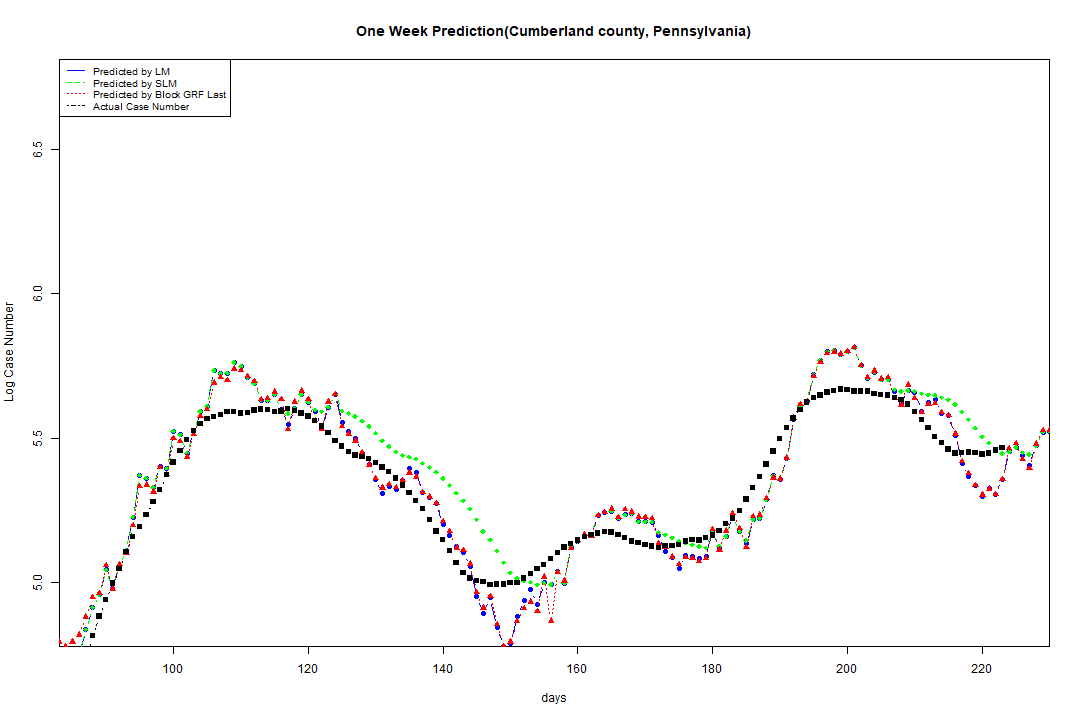 One Week Prediction(Cumberland county, Pennsylvania)
Predicted by LM
Predicted by SLM
Predicted by Block GRF Last
Actual Case Number
6.5
6.0
5.5
5.0
Log Case Number
100 120 140 160 180 200 220
days